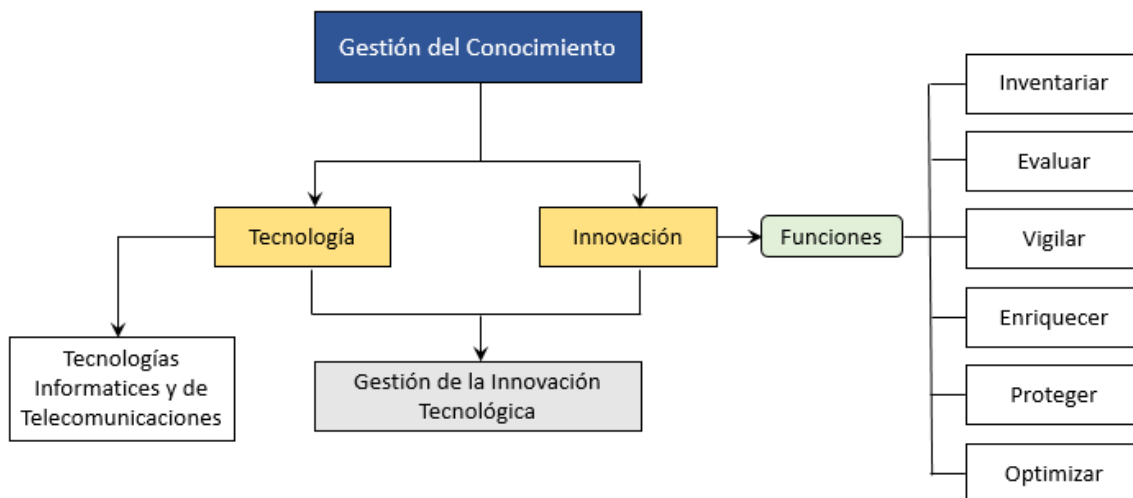 Gestión del Conocimiento
Tecnología
Innovación
Funciones
Inventariar
Evaluar
Vigilar
Enriquecer
Proteger
Optimizar
Tecnologías
Informatices y de
Telecomunicaciones
Gestión de la Innovación
Tecnológica